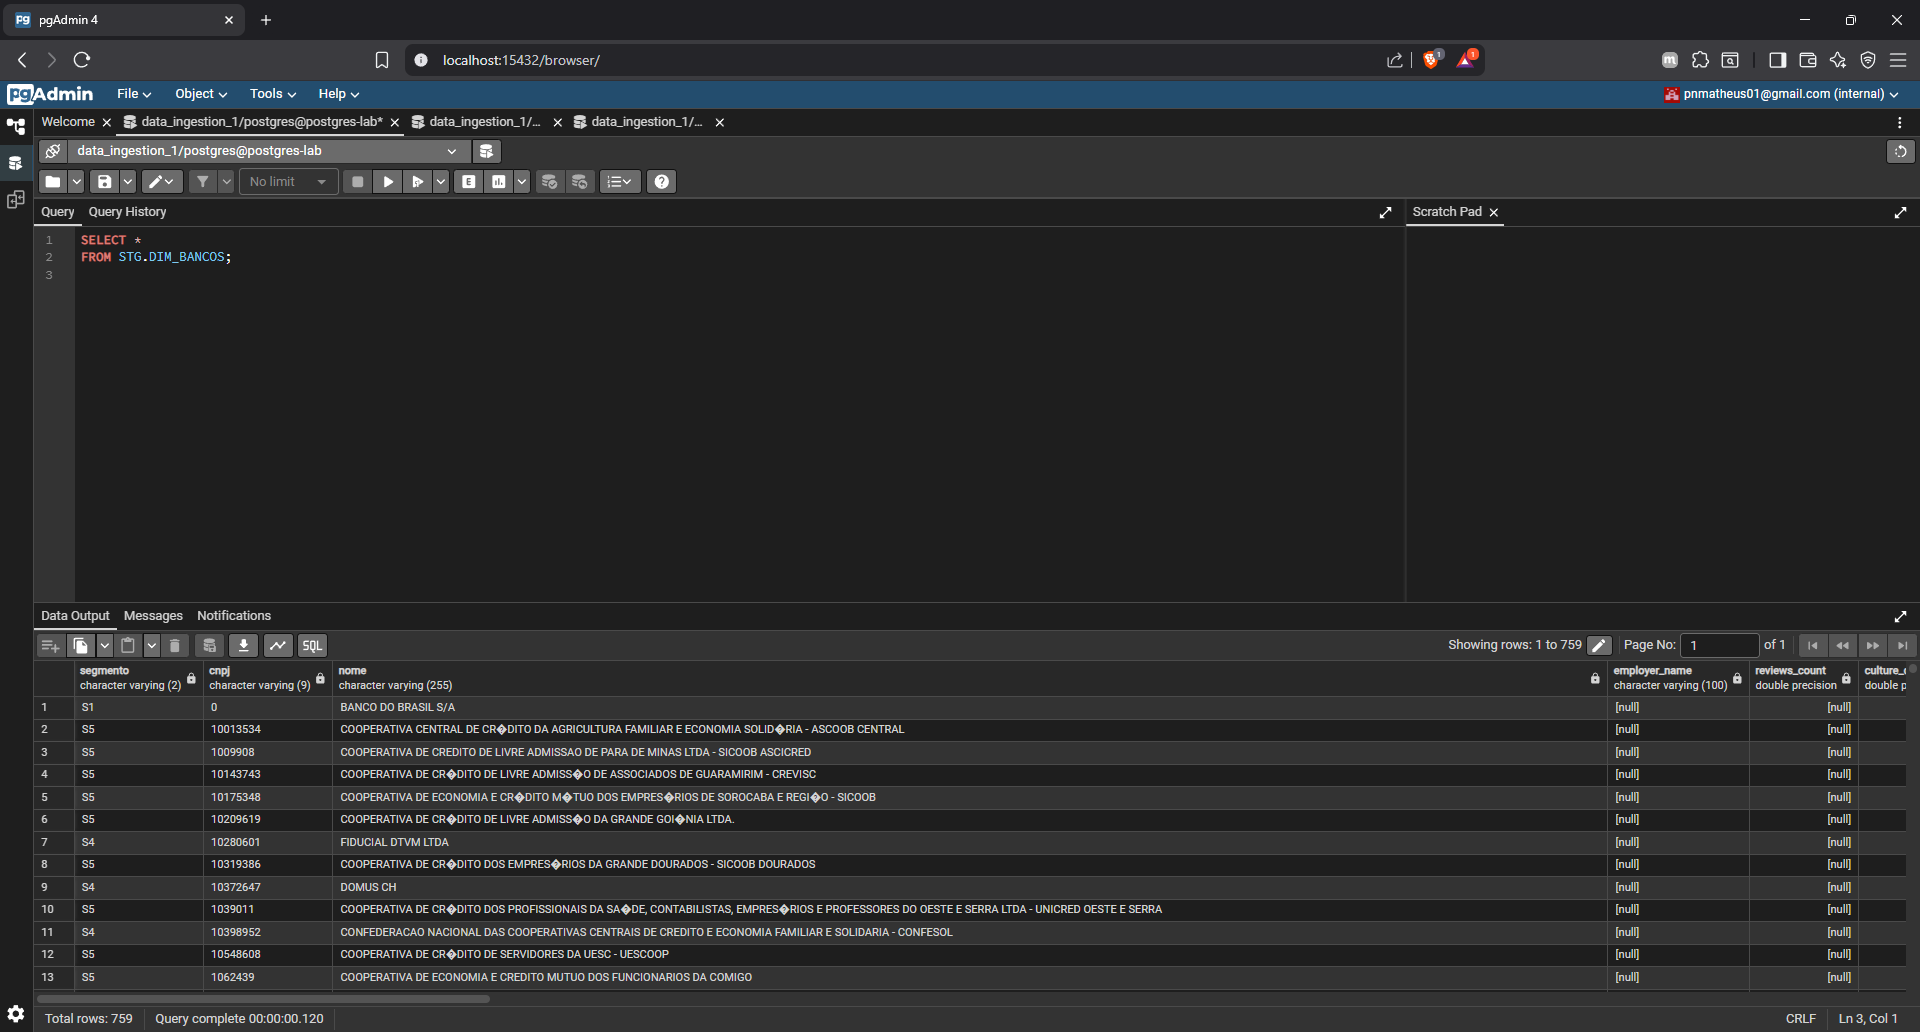 pgAdmin 4
localhost:15432/browser/
pgAdmin File Object Tools Help pnmatheus01@gmail.com (internal)
Welcome data_ingestion_1/postgres@postgres-lab* data_ingestion_1/... data_ingestion_1/...
data_ingestion_1/postgres@postgres-lab
No limit
Query Query History Scratch Pad
1 SELECT *
2 FROM STG.DIM_BANCOS;
3
Data Output Messages Notifications
SQL Showing rows: 1 to 759 Page No: 1 of 1
segmento cnpj nome employer_name reviews_count culture_
character varying (2) character varying (9) character varying (255) character varying (100) double precision double p
1 S1 0 BANCO DO BRASIL S/A [null] [null]
2 S5 10013534 COOPERATIVA CENTRAL DE CR�DITO DA AGRICULTURA FAMILIAR E ECONOMIA SOLID�RIA - ASCOOB CENTRAL [null] [null]
3 S5 1009908 COOPERATIVA DE CREDITO DE LIVRE ADMISSAO DE PARA DE MINAS LTDA - SICOOB ASCICRED [null] [null]
4 S5 10143743 COOPERATIVA DE CR�DITO DE LIVRE ADMISS�O DE ASSOCIADOS DE GUARAMIRIM - CREVISC [null] [null]
5 S5 10175348 COOPERATIVA DE ECONOMIA E CR�DITO M�TUO DOS EMPRES�RIOS DE SOROCABA E REGI�O - SICOOB [null] [null]
6 S5 10209619 COOPERATIVA DE CR�DITO DE LIVRE ADMISS�O DA GRANDE GOI�NIA LTDA. [null] [null]
7 S4 10280601 FIDUCIAL DTVM LTDA [null] [null]
8 S5 10319386 COOPERATIVA DE CR�DITO DOS EMPRES�RIOS DA GRANDE DOURADOS - SICOOB DOURADOS [null] [null]
9 S4 10372647 DOMUS CH [null] [null]
10 S5 1039011 COOPERATIVA DE CR�DITO DOS PROFISSIONAIS DA SA�DE, CONTABILISTAS, EMPRES�RIOS E PROFESSORES DO OESTE E SERRA LTDA - UNICRED OESTE E SERRA [null] [null]
11 S4 10398952 CONFEDERACAO NACIONAL DAS COOPERATIVAS CENTRAIS DE CREDITO E ECONOMIA FAMILIAR E SOLIDARIA - CONFESOL [null] [null]
12 S5 10548608 COOPERATIVA DE CR�DITO DE SERVIDORES DA UESC - UESCOOP [null] [null]
13 S5 1062439 COOPERATIVA DE ECONOMIA E CREDITO MUTUO DOS FUNCIONARIOS DA COMIGO [null] [null]
Total rows: 759 Query complete 00:00:00.120 CRLF Ln 3, Col 1